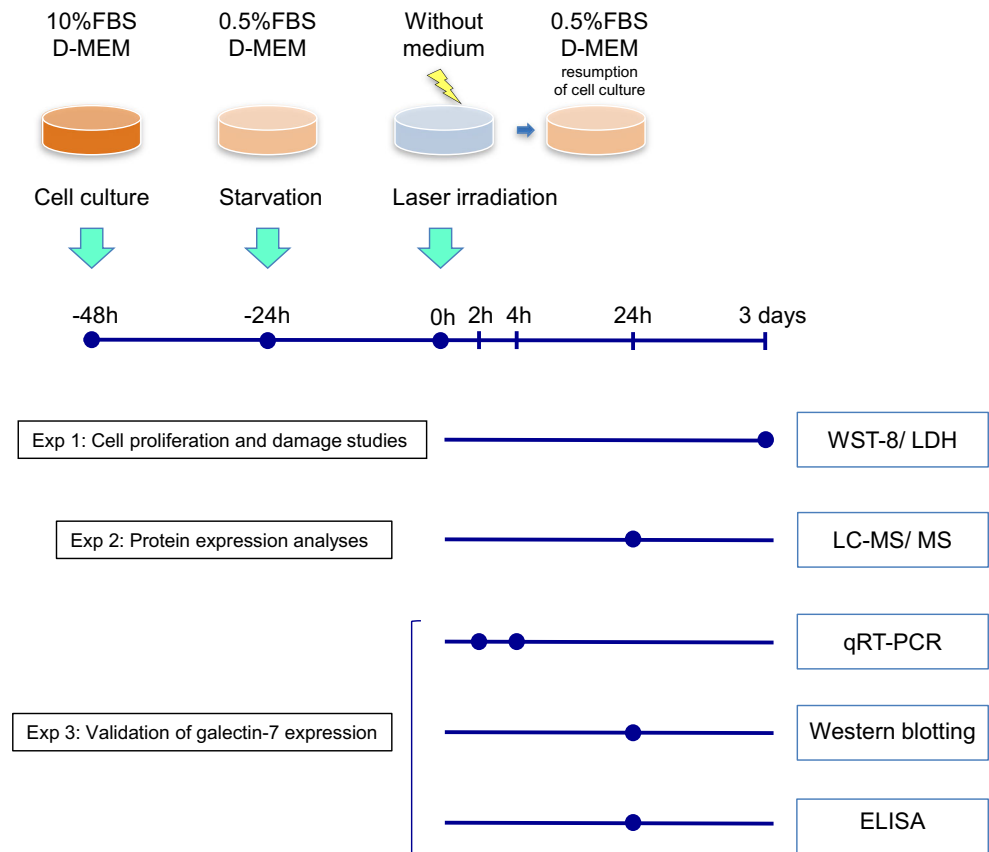 10%FBS
D-MEM
0.5%FBS
D-MEM
Without
medium
0.5%FBS
D-MEM
resumption
of cell culture
Cell culture
Starvation
Laser irradiation
-48h
-24h
0h
2h
4h
24h
3 days
Exp 1: Cell proliferation and damage studies
WST-8/ LDH
Exp 2: Protein expression analyses
LC-MS/ MS
qRT-PCR
Exp 3: Validation of galectin-7 expression
Western blotting
ELISA